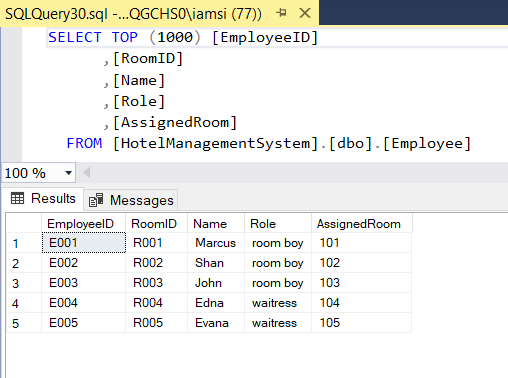 SQLQuery30.sql -...QGCHS0\iamsi (77))
SELECT TOP (1000) [EmployeeID]
,[RoomID]
,[Name]
,[Role]
,[AssignedRoom]
FROM [HotelManagementSystem].[dbo].[Employee]
100 %
Results Messages
EmployeeID RoomID Name Role AssignedRoom
1 E001 R001 Marcus room boy 101
2 E002 R002 Shan room boy 102
3 E003 R003 John room boy 103
4 E004 R004 Edna waitress 104
5 E005 R005 Evana waitress 105